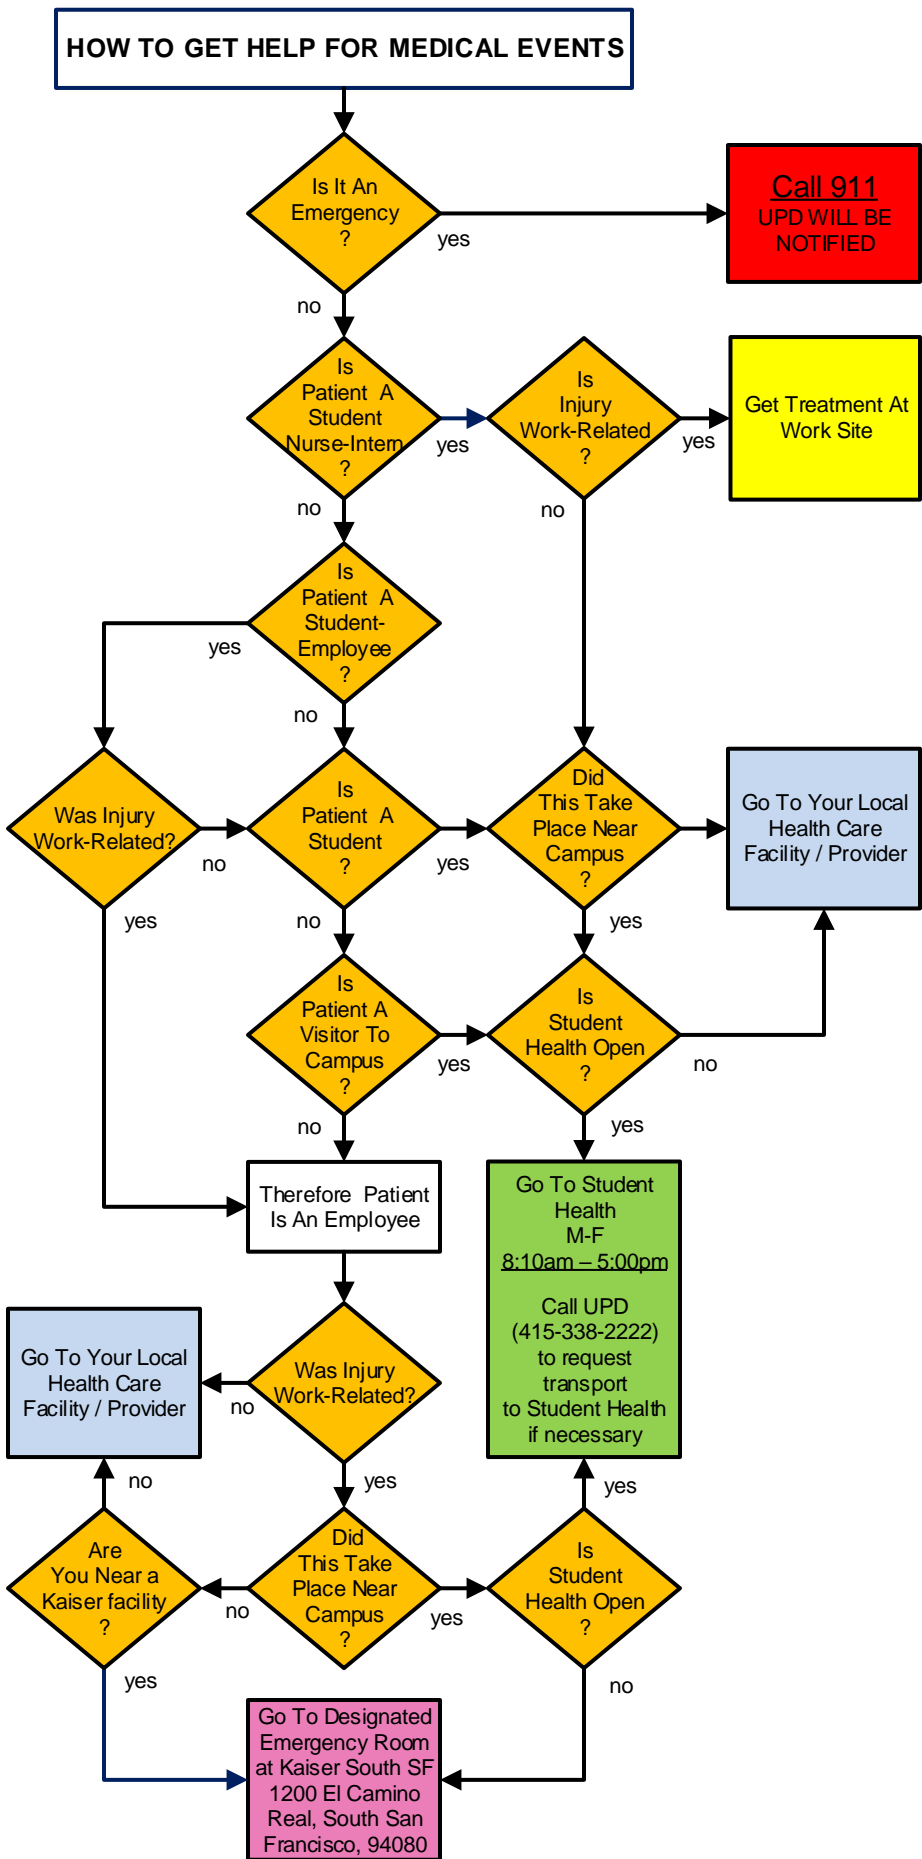 HOW TO GET HELP FOR MEDICAL EVENTS
Is It An
Emergency
?
yes
Call 911
UPD WILL BE
NOTIFIED
no
Is
Patient A
Student
Nurse-Intern
?
yes
Is
Injury
Work-Related
?
yes
Get Treatment At
Work Site
no
no
Is
Patient A
Student-
Employee
?
yes
no
Was Injury
Work-Related?
no
yes
Is
Patient A
Student
?
yes
no
Did
This Take
Place Near
Campus
?
yes
Go To Your Local
Health Care
Facility / Provider
Is
Patient A
Visitor To
Campus
?
yes
no
Is
Student
Health Open
?
no
yes
Therefore Patient
Is An Employee
Go To Student
Health
M-F
8:10am – 5:00pm
Call UPD
(415-338-2222)
to request
transport
to Student Health
if necessary
Go To Your Local
Health Care
Facility / Provider
no
Was Injury
Work-Related?
yes
no
yes
Are
You Near a
Kaiser facility
?
no
Did
This Take
Place Near
Campus
?
yes
Is
Student
Health Open
?
yes
no
Go To Designated
Emergency Room
at Kaiser South SF
1200 El Camino
Real, South San
Francisco, 94080